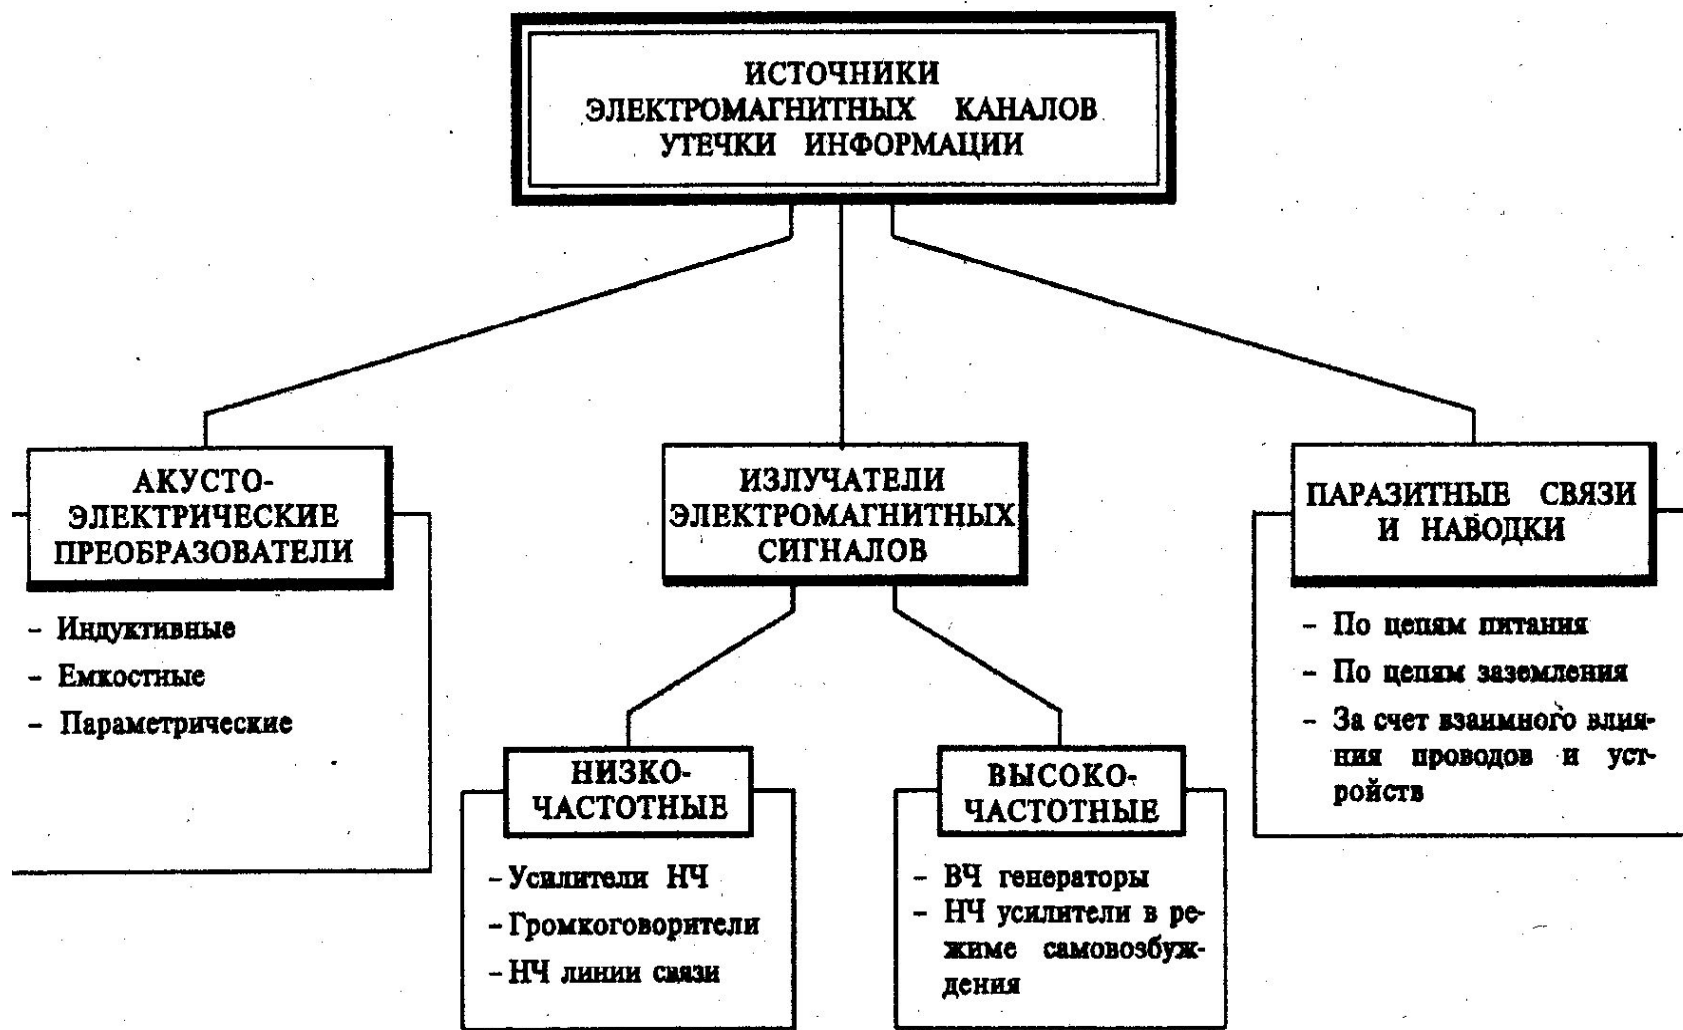 ИСТОЧНИКИ
ЭЛЕКТРОМАГНИТНЫХ КАНАЛОВ
УТЕЧКИ ИНФОРМАЦИИ
АКУСТО-
ЭЛЕКТРИЧЕСКИЕ
ПРЕОБРАЗОВАТЕЛИ
- Индуктивные
- Емкостные
- Параметрические
ИЗЛУЧАТЕЛИ
ЭЛЕКТРОМАГНИТНЫХ
СИГНАЛОВ
НИЗКО-
ЧАСТОТНЫЕ
- Усилители НЧ
- Громкоговорители
- НЧ линии связи
ВЫСОКО-
ЧАСТОТНЫЕ
- ВЧ генераторы
- НЧ усилители в ре-
жиме самовозбуж-
дения
ПАРАЗИТНЫЕ СВЯЗИ
И НАВОДКИ
- По цепям питания
- По цепям заземления
- За счет взаимного влия-
ния проводов и уст-
ройств